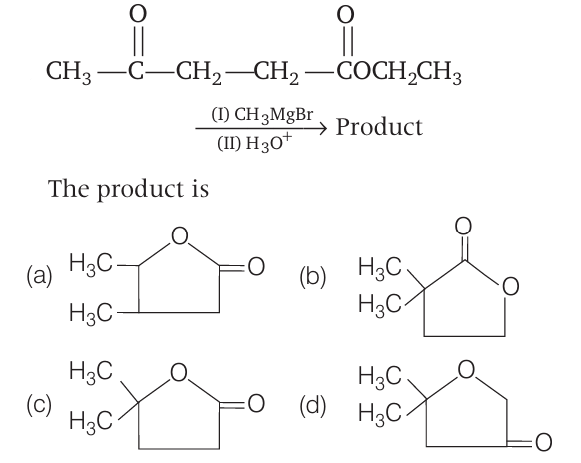 O O
|| ||
CH₃—C—CH₂—CH₂—COCH₂CH₃
(I) CH₃MgBr
(II) H₃O⁺
Product
The product is
(a) H₃C O O
H₃C
(b) O
H₃C O
H₃C
(c) H₃C O O
H₃C
(d) H₃C O
H₃C O